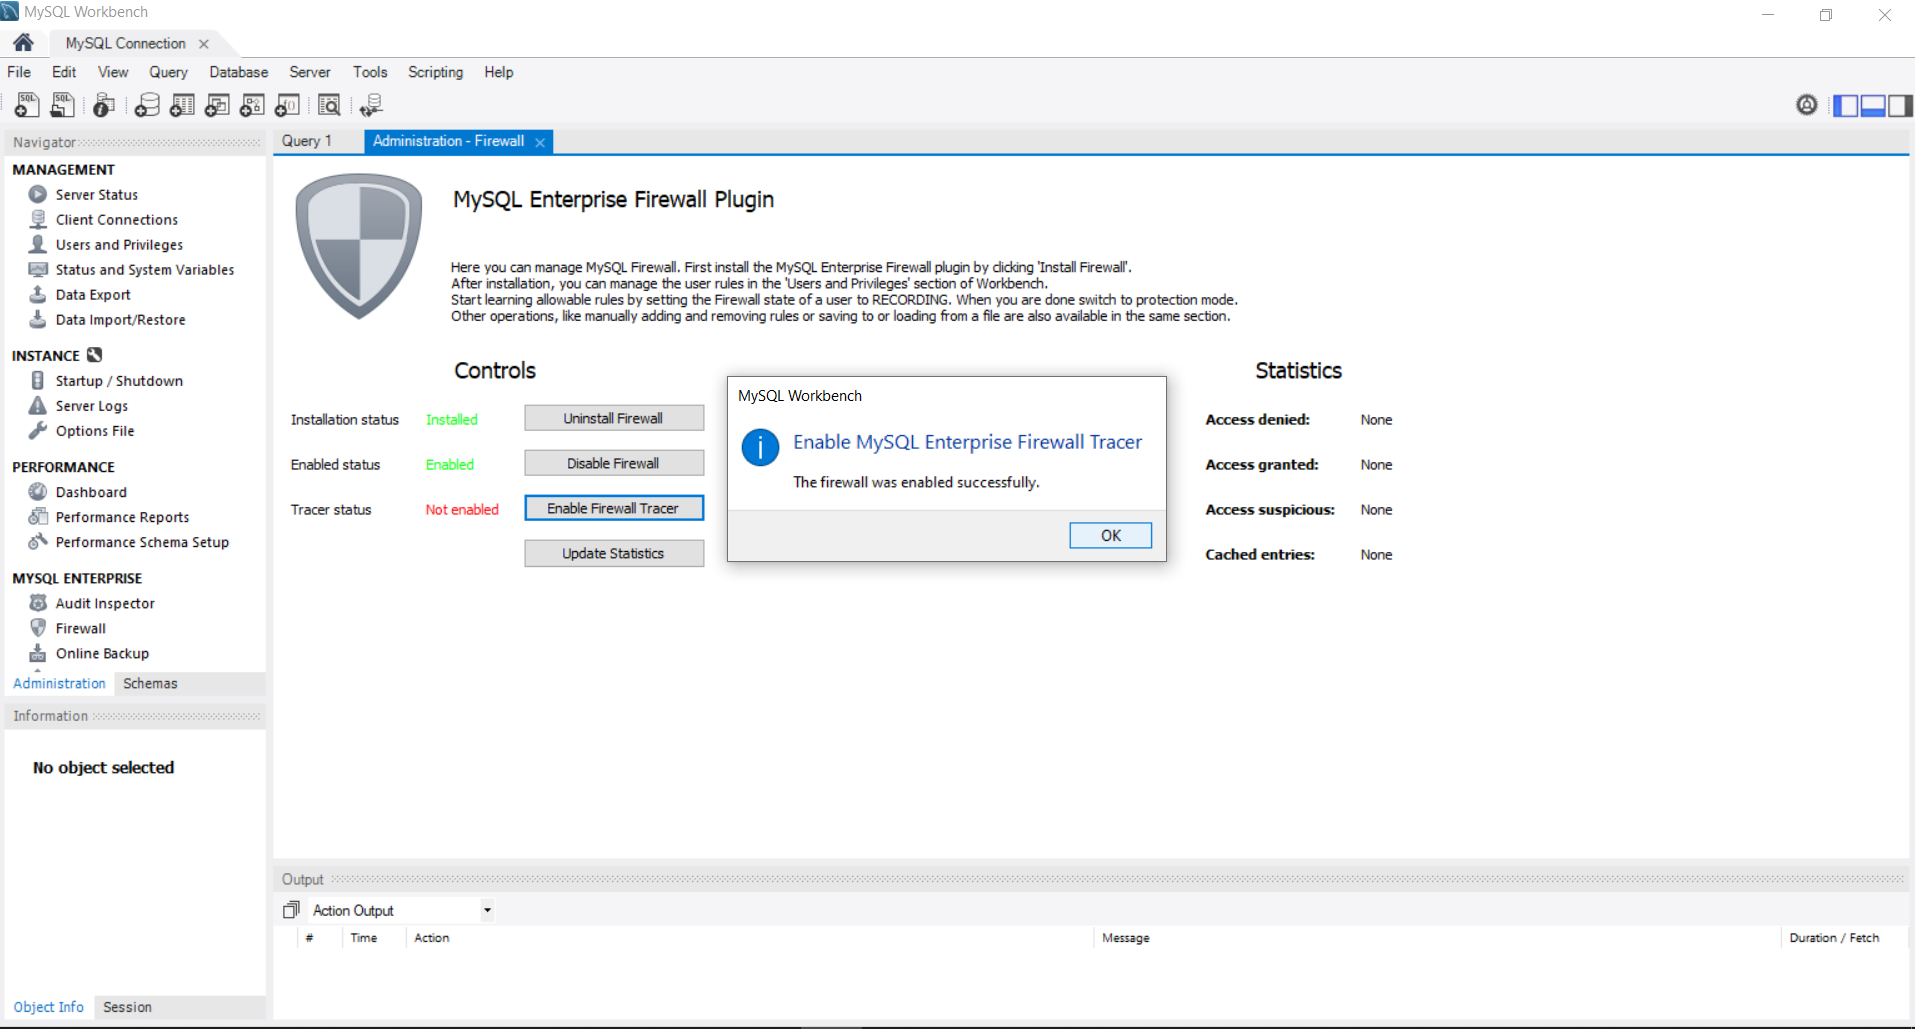 MySQL Workbench
MySQL Connection
File Edit View Query Database Server Tools Scripting Help
SQL SQL
Navigator
MANAGEMENT
Server Status
Client Connections
Users and Privileges
Status and System Variables
Data Export
Data Import/Restore
INSTANCE
Startup / Shutdown
Server Logs
Options File
PERFORMANCE
Dashboard
Performance Reports
Performance Schema Setup
MYSQL ENTERPRISE
Audit Inspector
Firewall
Online Backup
Administration Schemas
Information
No object selected
Object Info Session
Query 1 Administration - Firewall
MySQL Enterprise Firewall Plugin
Here you can manage MySQL Firewall. First install the MySQL Enterprise Firewall plugin by clicking 'Install Firewall'.
After installation, you can manage the user rules in the 'Users and Privileges' section of Workbench.
Start learning allowable rules by setting the Firewall state of a user to RECORDING. When you are done switch to protection mode.
Other operations, like manually adding and removing rules or saving to or loading from a file are also available in the same section.
Controls
Installation status Installed Uninstall Firewall
Enabled status Enabled Disable Firewall
Tracer status Not enabled Enable Firewall Tracer
Update Statistics
MySQL Workbench
Enable MySQL Enterprise Firewall Tracer
The firewall was enabled successfully.
OK
Statistics
Access denied: None
Access granted: None
Access suspicious: None
Cached entries: None
Output
Action Output
# Time Action Message Duration / Fetch